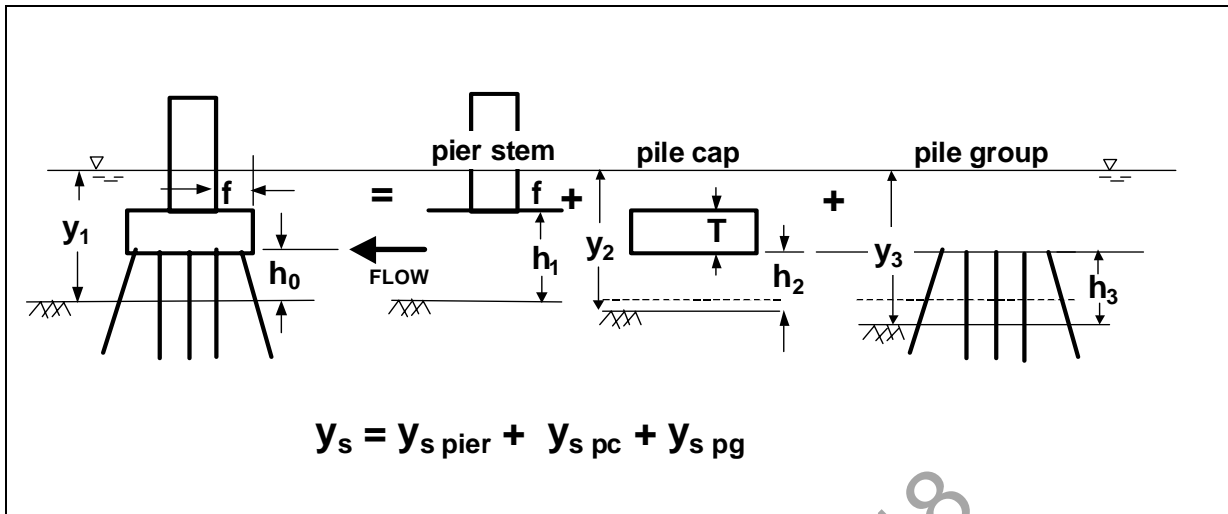 pier stem
pile cap
pile group
f
=
f
+
+
y1
h0
FLOW
h1
y2
T
h2
y3
h3
ys = ys pier + ys pc + ys pg
8